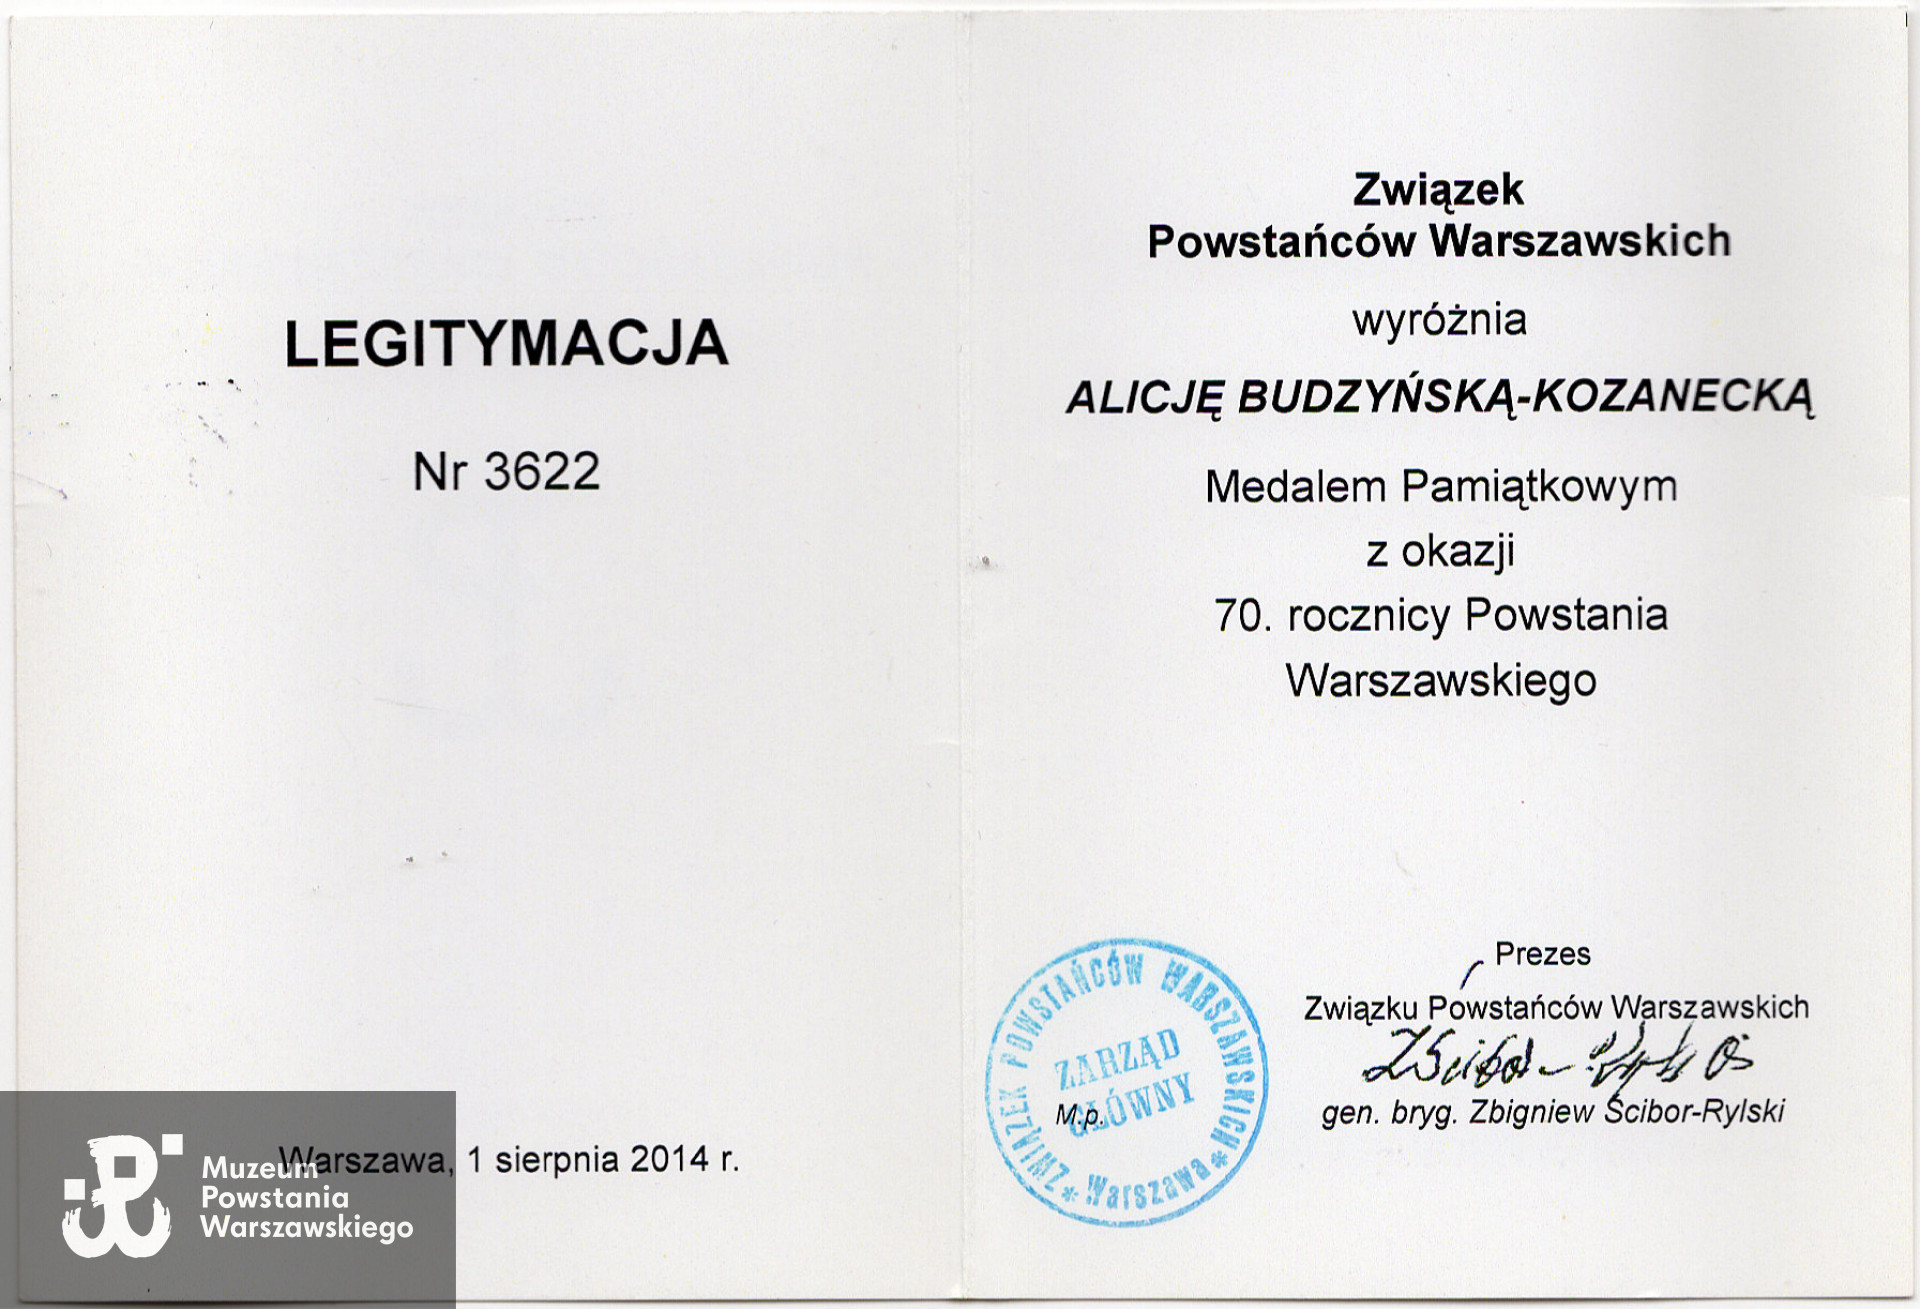 LEGITYMACJA
Nr 3622
Warszawa, 1 sierpnia 2014 r.
Muzeum
Powstania
Warszawskiego
Związek
Powstańców Warszawskich
wyróżnia
ALICJĘ BUDZYŃSKĄ-KOZANECKĄ
Medalem Pamiątkowym
z okazji
70. rocznicy Powstania
Warszawskiego
ZWIĄZEK POWSTAŃCÓW WARSZAWSKICH
ZARZĄD
GŁÓWNY
* Warszawa *
M.p.
Prezes
Związku Powstańców Warszawskich
gen. bryg. Zbigniew Ścibor-Rylski